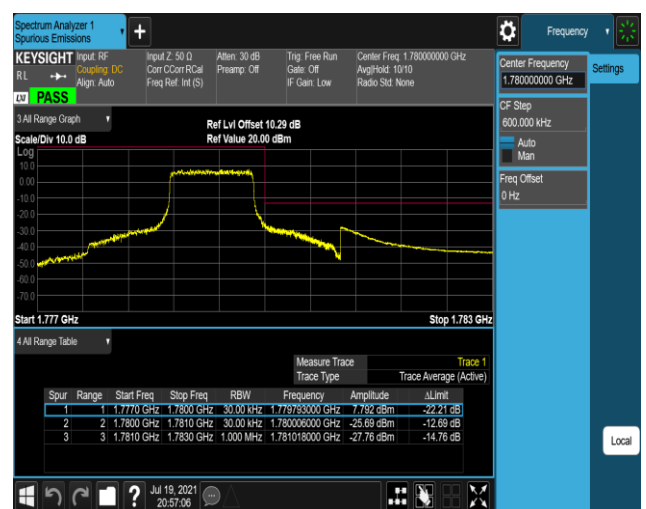 Spectrum Analyzer 1
Spurious Emissions
Frequency
KEYSIGHT Input: RF Input Z: 50 Ω Atten: 30 dB Trig: Free Run Center Freq: 1.780000000 GHz
RL Coupling: DC Corr CCorr RCal Preamp: Off Gate: Off Avg|Hold: 10/10
Align: Auto Freq Ref: Int (S) IF Gain: Low Radio Std: None
LXI PASS
Center Frequency
1.780000000 GHz
Settings
CF Step
600.000 kHz
Auto
Man
Freq Offset
0 Hz
3 All Range Graph
Ref Lvl Offset 10.29 dB
Scale/Div 10.0 dB Ref Value 20.00 dBm
Log
10.0
0.00
-10.0
-20.0
-30.0
-40.0
-50.0
-60.0
-70.0
Start 1.777 GHz Stop 1.783 GHz
4 All Range Table
Measure Trace Trace 1
Trace Type Trace Average (Active)
Spur Range Start Freq Stop Freq RBW Frequency Amplitude ΔLimit
1 1 1.7770 GHz 1.7800 GHz 30.00 kHz 1.779793000 GHz 7.792 dBm -22.21 dB
2 2 1.7800 GHz 1.7810 GHz 30.00 kHz 1.780006000 GHz -25.69 dBm -12.69 dB
3 3 1.7810 GHz 1.7830 GHz 1.000 MHz 1.781018000 GHz -27.76 dBm -14.76 dB
Local
Jul 19, 2021
20:57:06